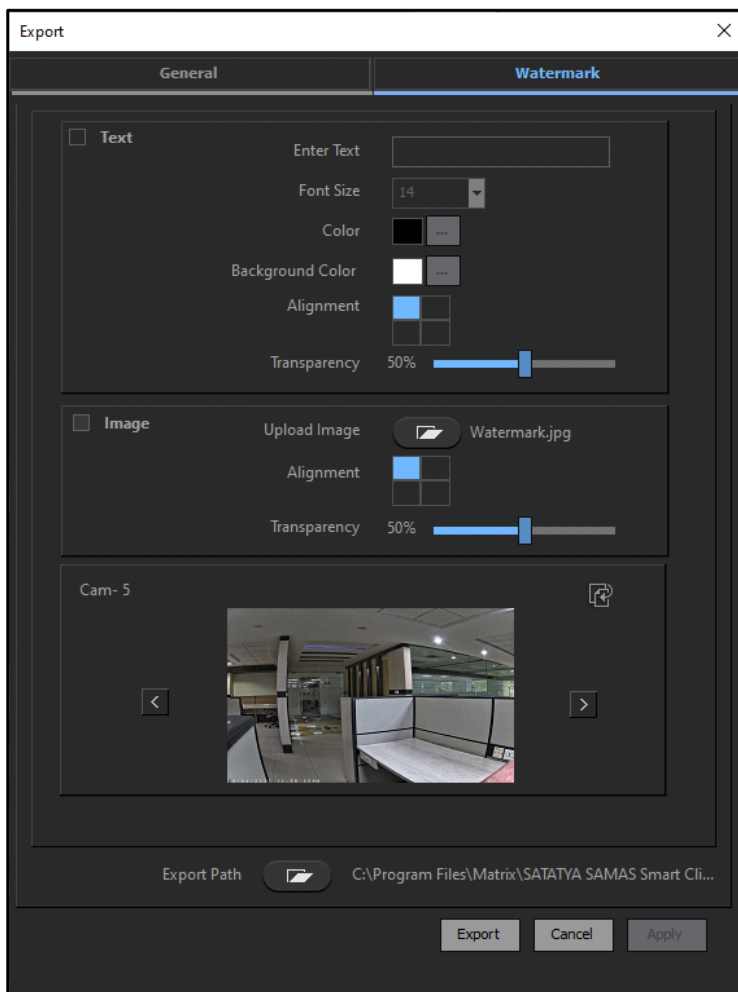 Export
General
Watermark
Text
Enter Text
Font Size
14
Color
...
Background Color
...
Alignment
Transparency
50%
Image
Upload Image
Watermark.jpg
Alignment
Transparency
50%
Cam- 5
<
>
Export Path
C:\Program Files\Matrix\SATATYA SAMAS Smart Cli...
Export
Cancel
Apply